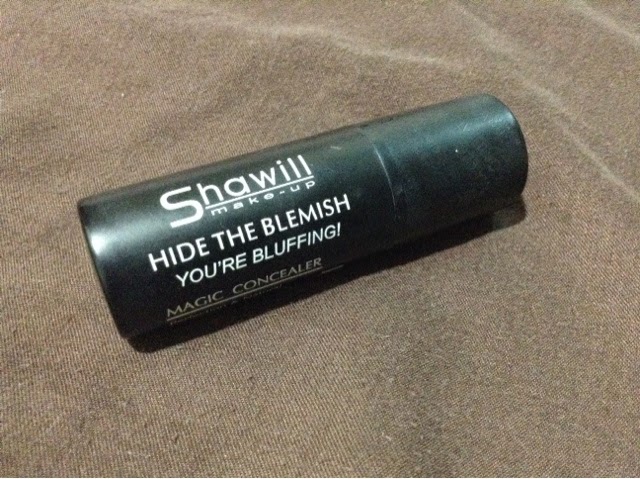 Shawill
make-up
HIDE THE BLEMISH
YOU'RE BLUFFING!
MAGIC CONCEALER